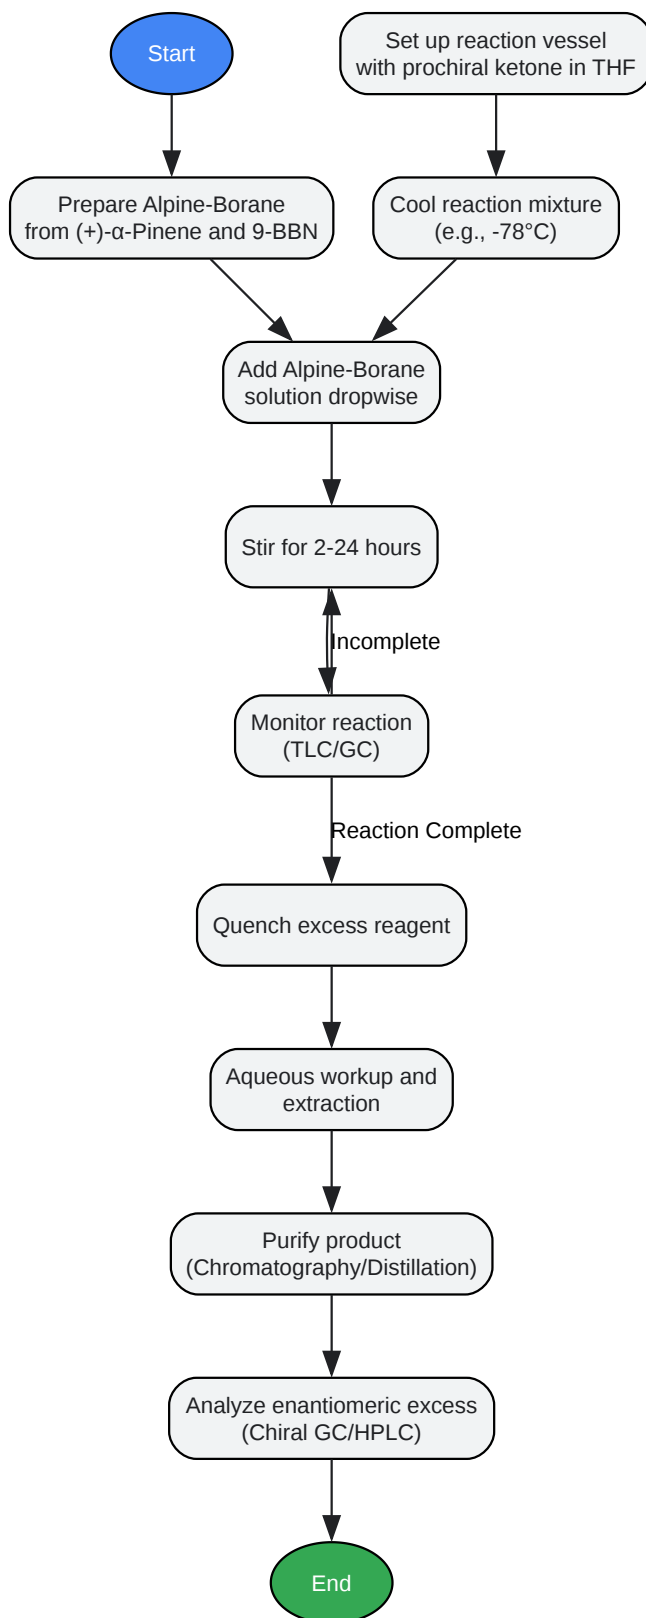 Start
Set up reaction vessel
with prochiral ketone in THF
Prepare Alpine-Borane
from (+)-α-Pinene and 9-BBN
Cool reaction mixture
(e.g., -78°C)
Add Alpine-Borane
solution dropwise
Stir for 2-24 hours
Incomplete
Monitor reaction
(TLC/GC)
Reaction Complete
Quench excess reagent
Aqueous workup and
extraction
Purify product
(Chromatography/Distillation)
Analyze enantiomeric excess
(Chiral GC/HPLC)
End